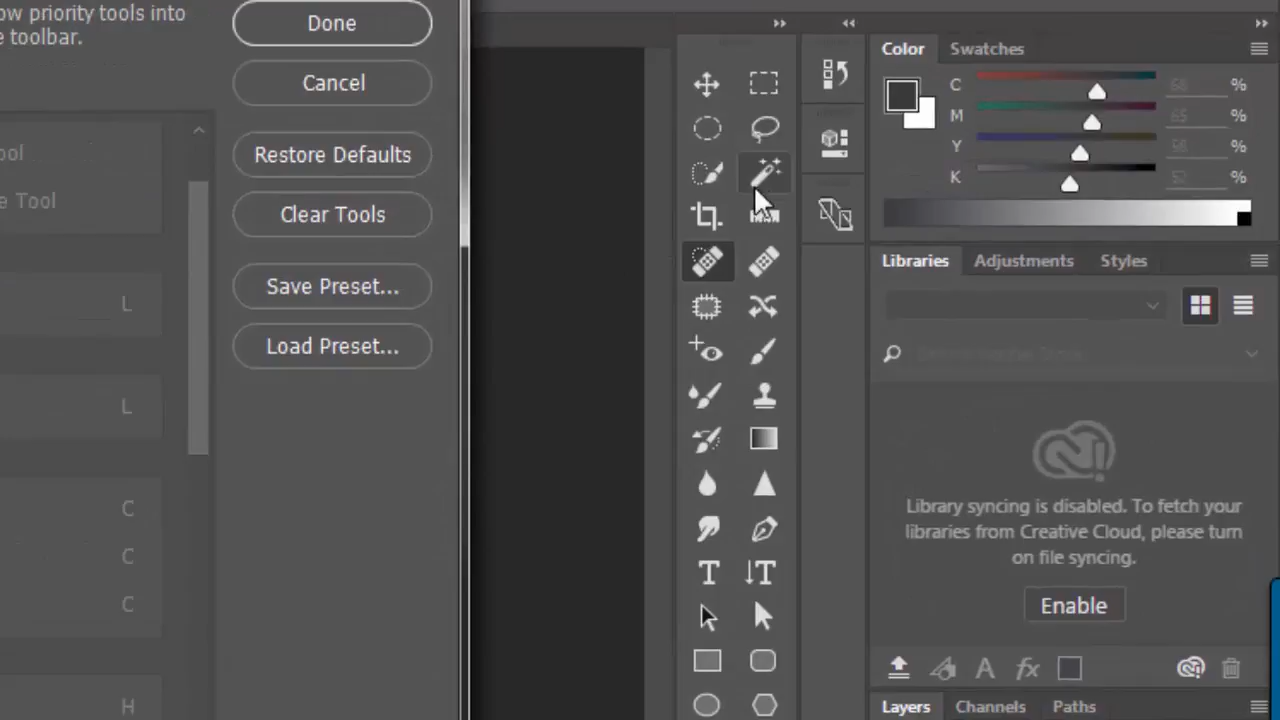 ow priority tools into
e toolbar.
Done
Cancel
Restore Defaults
Clear Tools
Save Preset...
Load Preset...
ool
e Tool
L
L
C
C
C
H
Color
Swatches
C
%
M
%
Y
%
K
%
Libraries
Adjustments
Styles
Library syncing is disabled. To fetch your
libraries from Creative Cloud, please turn
on file syncing.
Enable
Layers
Channels
Paths